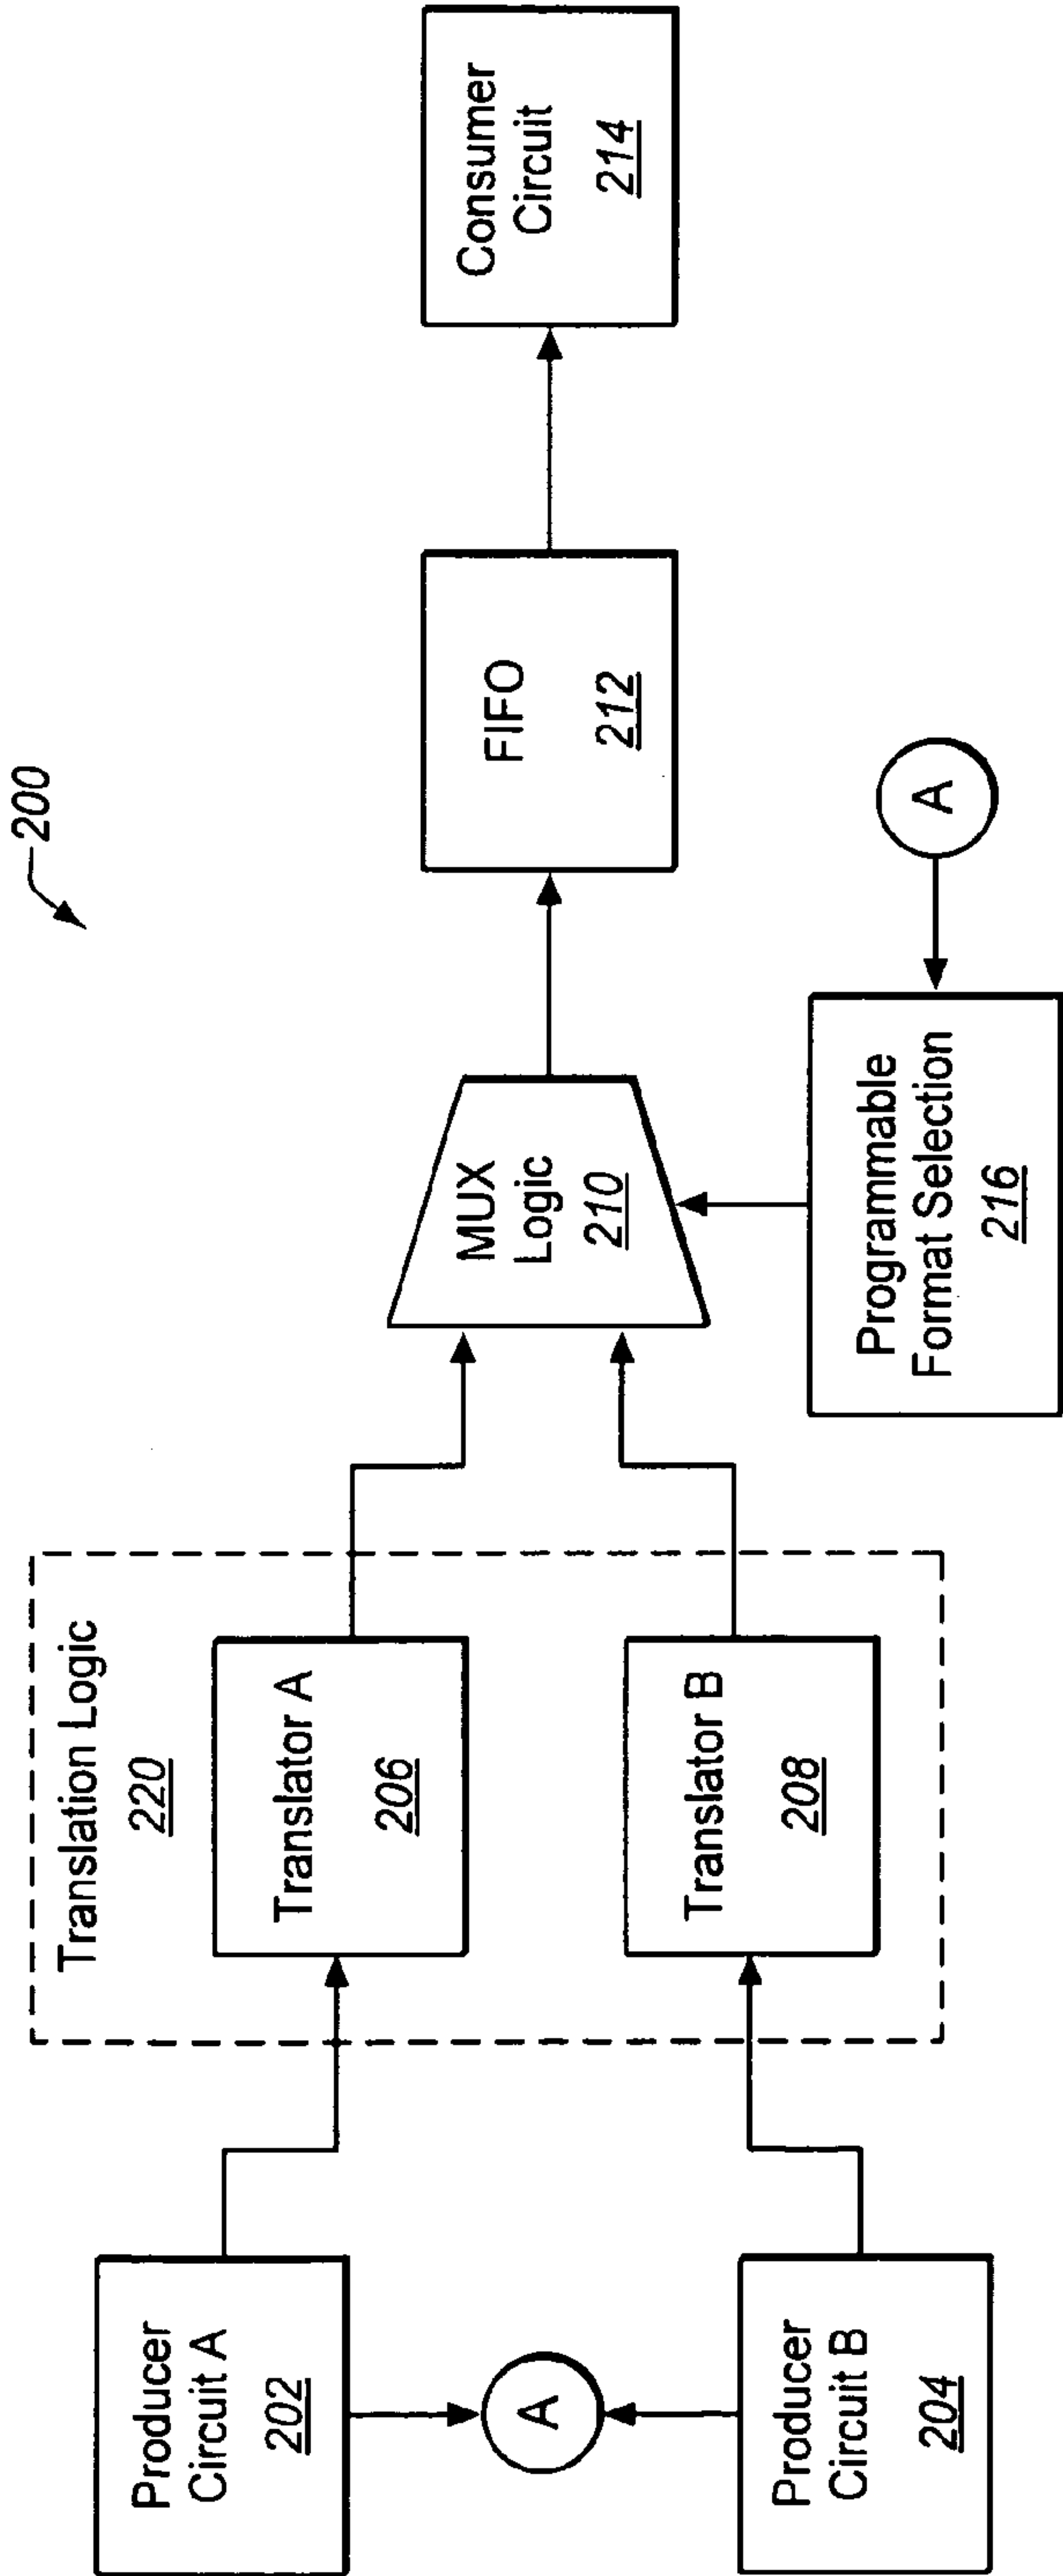 200
Translation Logic
220
Producer
Circuit A
202
Translator A
206
MUX
Logic
210
FIFO
212
Consumer
Circuit
214
A
Producer
Circuit B
204
Translator B
208
Programmable
Format Selection
216
A